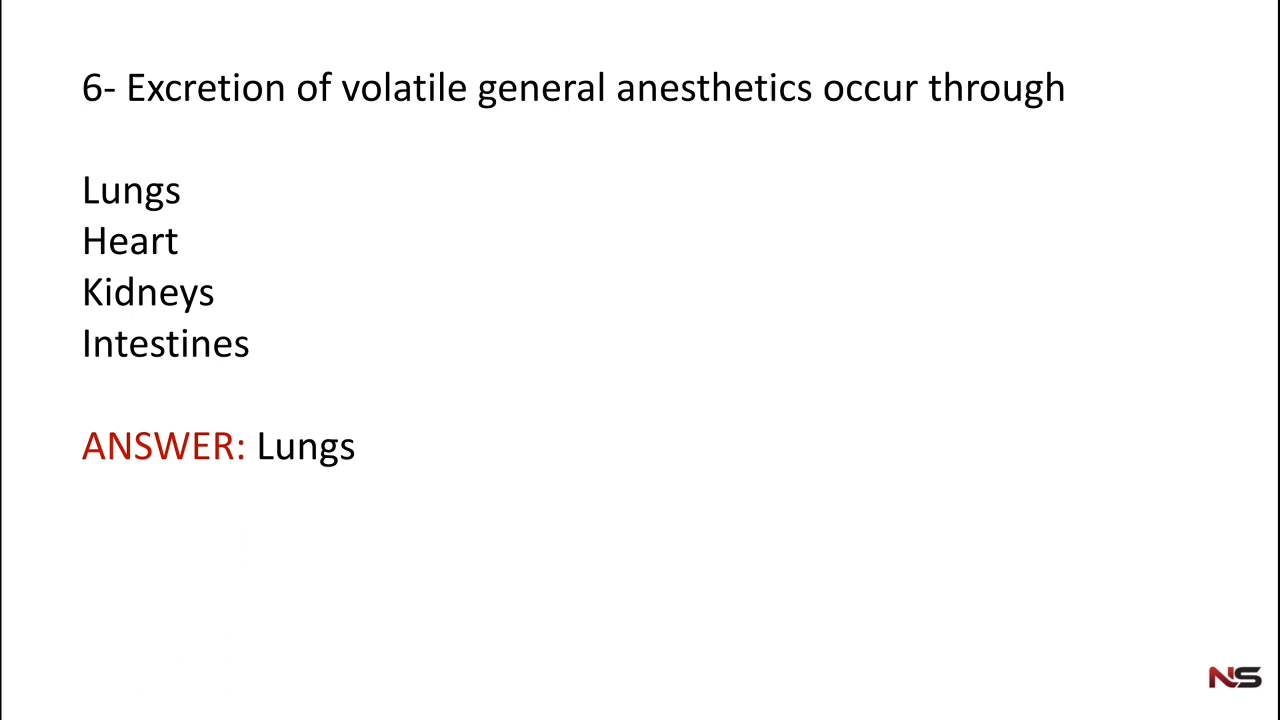 6- Excretion of volatile general anesthetics occur through
Lungs
Heart
Kidneys
Intestines
ANSWER: Lungs
NS